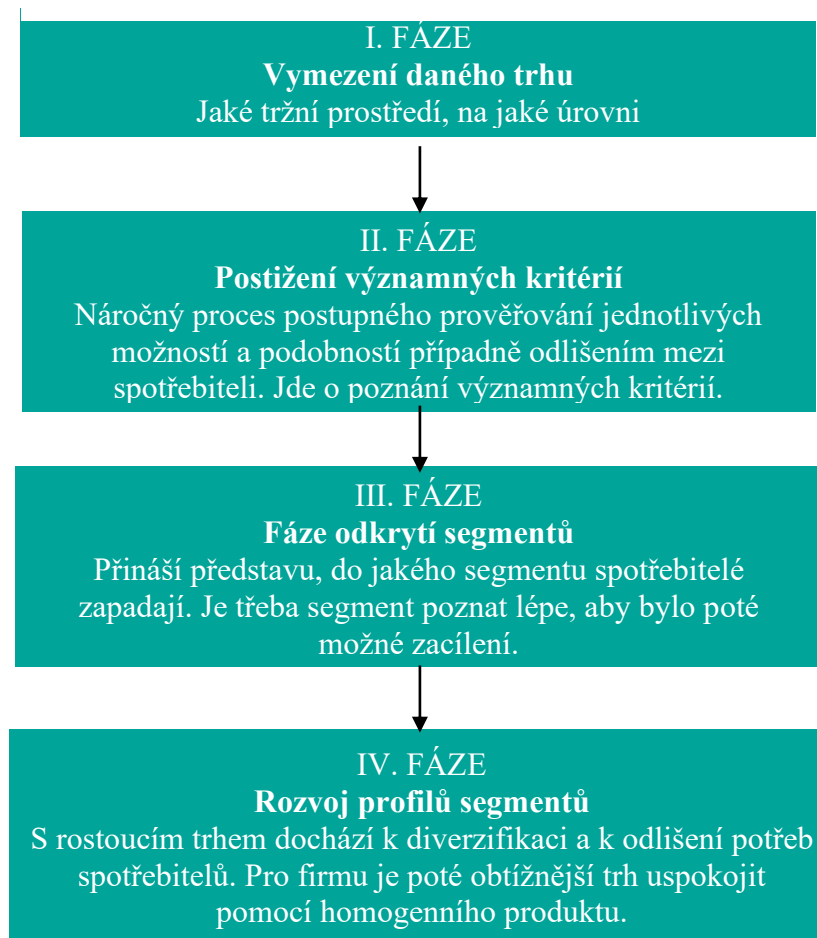 I. FÁZE
Vymezení daného trhu
Jaké tržní prostředí, na jaké úrovni
II. FÁZE
Postižení významných kritérií
Náročný proces postupného prověřování jednotlivých
možností a podobností případně odlišením mezi
spotřebiteli. Jde o poznání významných kritérií.
III. FÁZE
Fáze odkrytí segmentů
Přináší představu, do jakého segmentu spotřebitelé
zapadají. Je třeba segment poznat lépe, aby bylo poté
možné zacílení.
IV. FÁZE
Rozvoj profilů segmentů
S rostoucím trhem dochází k diverzifikaci a k odlišení potřeb
spotřebitelů. Pro firmu je poté obtížnější trh uspokojit
pomocí homogenního produktu.